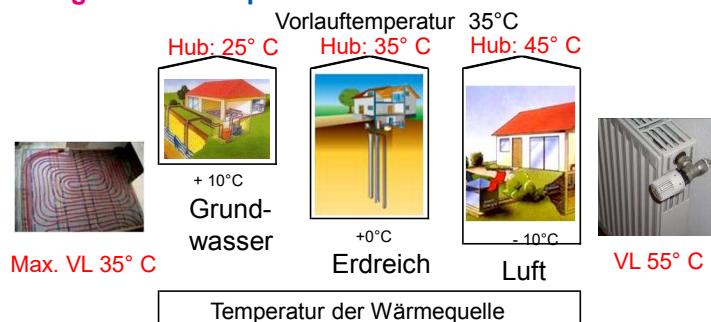 Vorlauftemperatur 35°C
Hub: 25° C Hub: 35° C Hub: 45° C
+ 10°C
Grund-
wasser
+0°C
Erdreich
- 10°C
Luft
Max. VL 35° C
VL 55° C
Temperatur der Wärmequelle